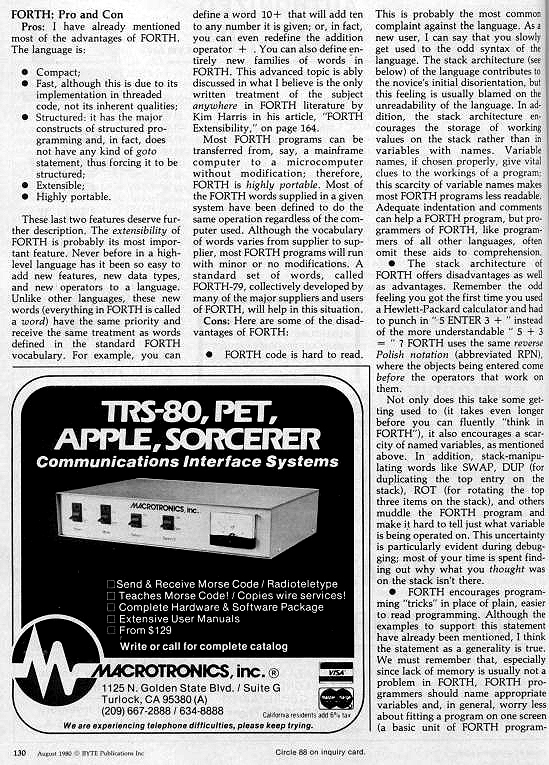 FORTH: Pro and Con
Pros: I have already mentioned
most of the advantages of FORTH.
The language is:
● Compact;
● Fast, although this is due to its
implementation in threaded
code, not its inherent qualities;
● Structured: it has the major
constructs of structured pro-
gramming and, in fact, does
not have any kind of goto
statement, thus forcing it to be
structured;
● Extensible;
● Highly portable.
These last two features deserve fur-
ther description. The extensibility of
FORTH is probably its most impor-
tant feature. Never before in a high-
level language has it been so easy to
add new features, new data types,
and new operators to a language.
Unlike other languages, these new
words (everything in FORTH is called
a word) have the same priority and
receive the same treatment as words
defined in the standard FORTH
vocabulary. For example, you can
define a word 10+ that will add ten
to any number it is given; or, in fact,
you can even redefine the addition
operator + . You can also define en-
tirely new families of words in
FORTH. This advanced topic is ably
discussed in what I believe is the only
written treatment of the subject
anywhere in FORTH literature by
Kim Harris in his article, "FORTH
Extensibility," on page 164.
Most FORTH programs can be
transferred from, say, a mainframe
computer to a microcomputer
without modification; therefore,
FORTH is highly portable. Most of
the FORTH words supplied in a given
system have been defined to do the
same operation regardless of the com-
puter used. Although the vocabulary
of words varies from supplier to sup-
plier, most FORTH programs will run
with minor or no modifications. A
standard set of words, called
FORTH-79, collectively developed by
many of the major suppliers and users
of FORTH, will help in this situation.
Cons: Here are some of the disad-
vantages of FORTH:
● FORTH code is hard to read.
This is probably the most common
complaint against the language. As a
new user, I can say that you slowly
get used to the odd syntax of the
language. The stack architecture (see
below) of the language contributes to
the novice's initial disorientation, but
this feeling is usually blamed on the
unreadability of the language. In ad-
dition, the stack architecture en-
courages the storage of working
values on the stack rather than in
variables with names. Variable
names, if chosen properly, give vital
clues to the workings of a program;
this scarcity of variable names makes
most FORTH programs less readable.
Adequate indentation and comments
can help a FORTH program, but pro-
grammers of FORTH, like program-
mers of all other languages, often
omit these aids to comprehension.
● The stack architecture of
FORTH offers disadvantages as well
as advantages. Remember the odd
feeling you got the first time you used
a Hewlett-Packard calculator and had
to punch in " 5 ENTER 3 + " instead
of the more understandable " 5 + 3
= " ? FORTH uses the same reverse
Polish notation (abbreviated RPN),
where the objects being entered come
before the operators that work on
them.
Not only does this take some get-
ting used to (it takes even longer
before you can fluently "think in
FORTH"), it also encourages a scar-
city of named variables, as mentioned
above. In addition, stack-manipu-
lating words like SWAP, DUP (for
duplicating the top entry on the
stack), ROT (for rotating the top
three items on the stack), and others
muddle the FORTH program and
make it hard to tell just what variable
is being operated on. This uncertainty
is particularly evident during debug-
ging; most of your time is spent find-
ing out why what you thought was
on the stack isn't there.
● FORTH encourages program-
ming "tricks" in place of plain, easier
to read programming. Although the
examples to support this statement
have already been mentioned, I think
the statement as a generality is true.
We must remember that, especially
since lack of memory is usually not a
problem in FORTH, FORTH pro-
grammers should name appropriate
variables and, in general, worry less
about fitting a program on one screen
(a basic unit of FORTH program-
TRS-80, PET,
APPLE, SORCERER
Communications Interface Systems
MACROTRONICS, inc.
□ Send & Receive Morse Code / Radioteletype
□ Teaches Morse Code! / Copies wire services!
□ Complete Hardware & Software Package
□ Extensive User Manuals
□ From $129
Write or call for complete catalog
MACROTRONICS, inc. ®
1125 N. Golden State Blvd. / Suite G
Turlock, CA 95380 (A)
(209) 667-2888 / 634-8888
VISA
master charge
California residents add 6% tax
We are experiencing telephone difficulties, please keep trying.
130 August 1980 © BYTE Publications Inc
Circle 88 on inquiry card.